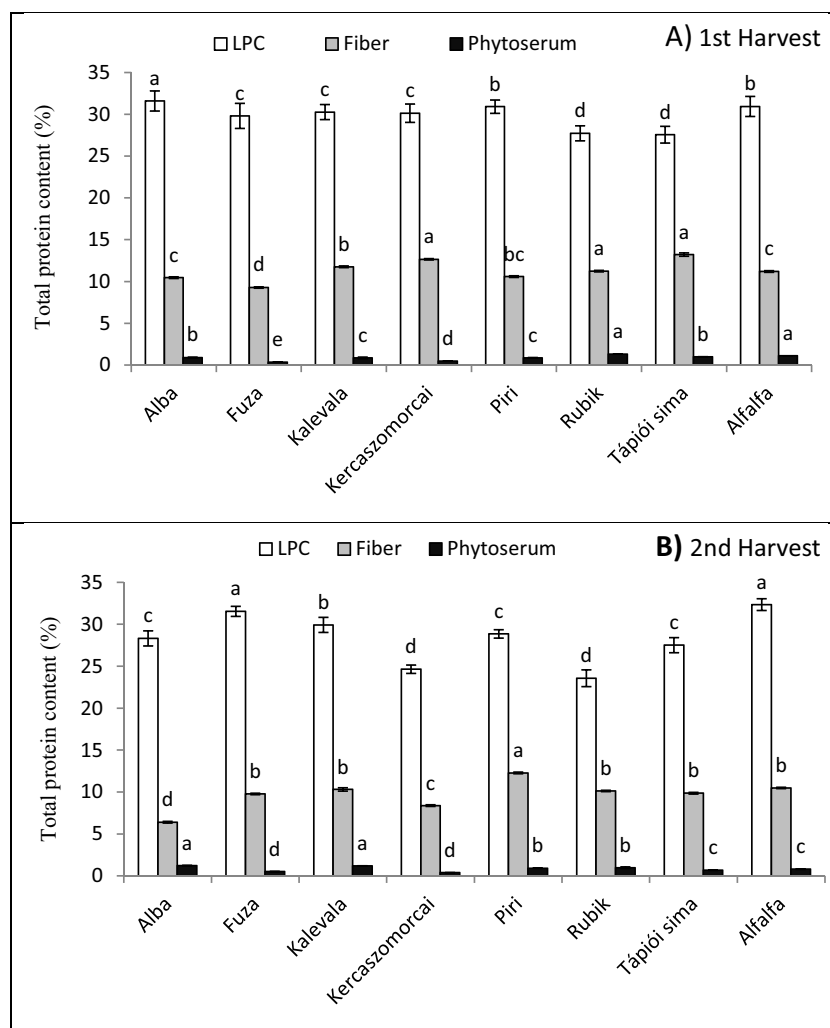 A) 1st Harvest
LPC Fiber Phytoserum
Total protein content (%)
35
30
25
20
15
10
5
0
a c c c b d d b
c d b a bc a a c
b e c d c a b a
Alba Fuza Kalevala Kercaszomorcai Piri Rubik Tápiói sima Alfalfa
B) 2nd Harvest
LPC Fiber Phytoserum
Total protein content (%)
35
30
25
20
15
10
5
0
c a b d c d c a
d b b c a b b b
a d a d b b c c
Alba Fuza Kalevala Kercaszomorcai Piri Rubik Tápiói sima Alfalfa